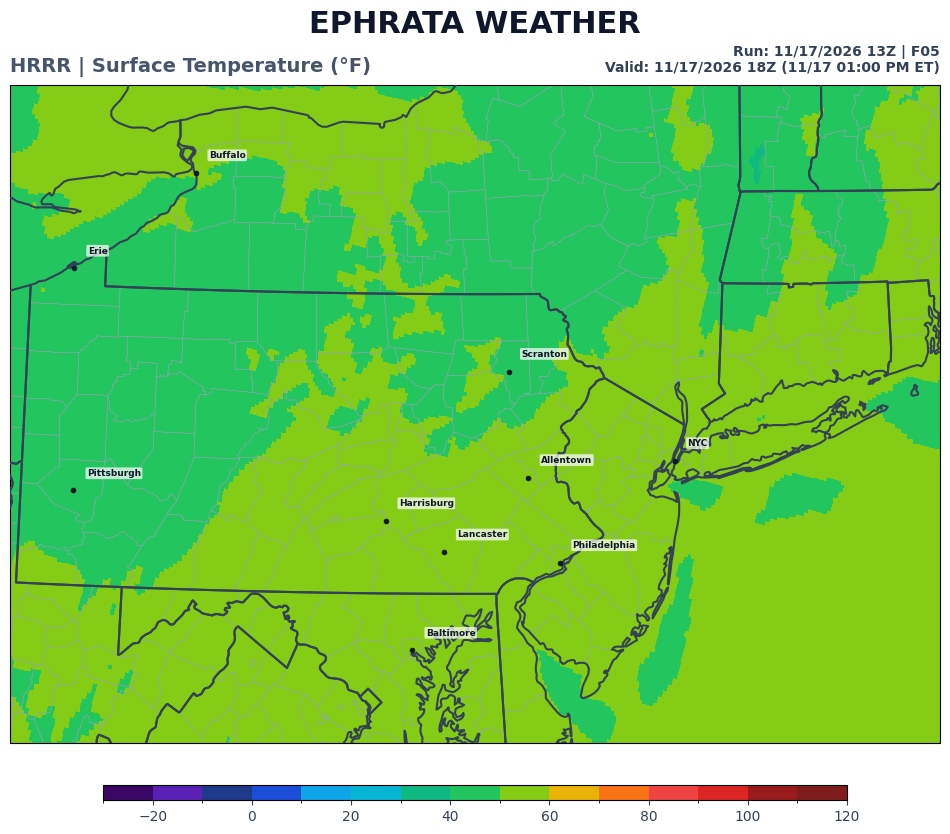 EPHRATA WEATHER
Run: 11/17/2026 13Z | F05
HRRR | Surface Temperature (°F)
Valid: 11/17/2026 18Z (11/17 01:00 PM ET)
Buffalo
Erie
Scranton
NYC
Allentown
Pittsburgh
Harrisburg
Lancaster
Philadelphia
Baltimore
−20 0 20 40 60 80 100 120